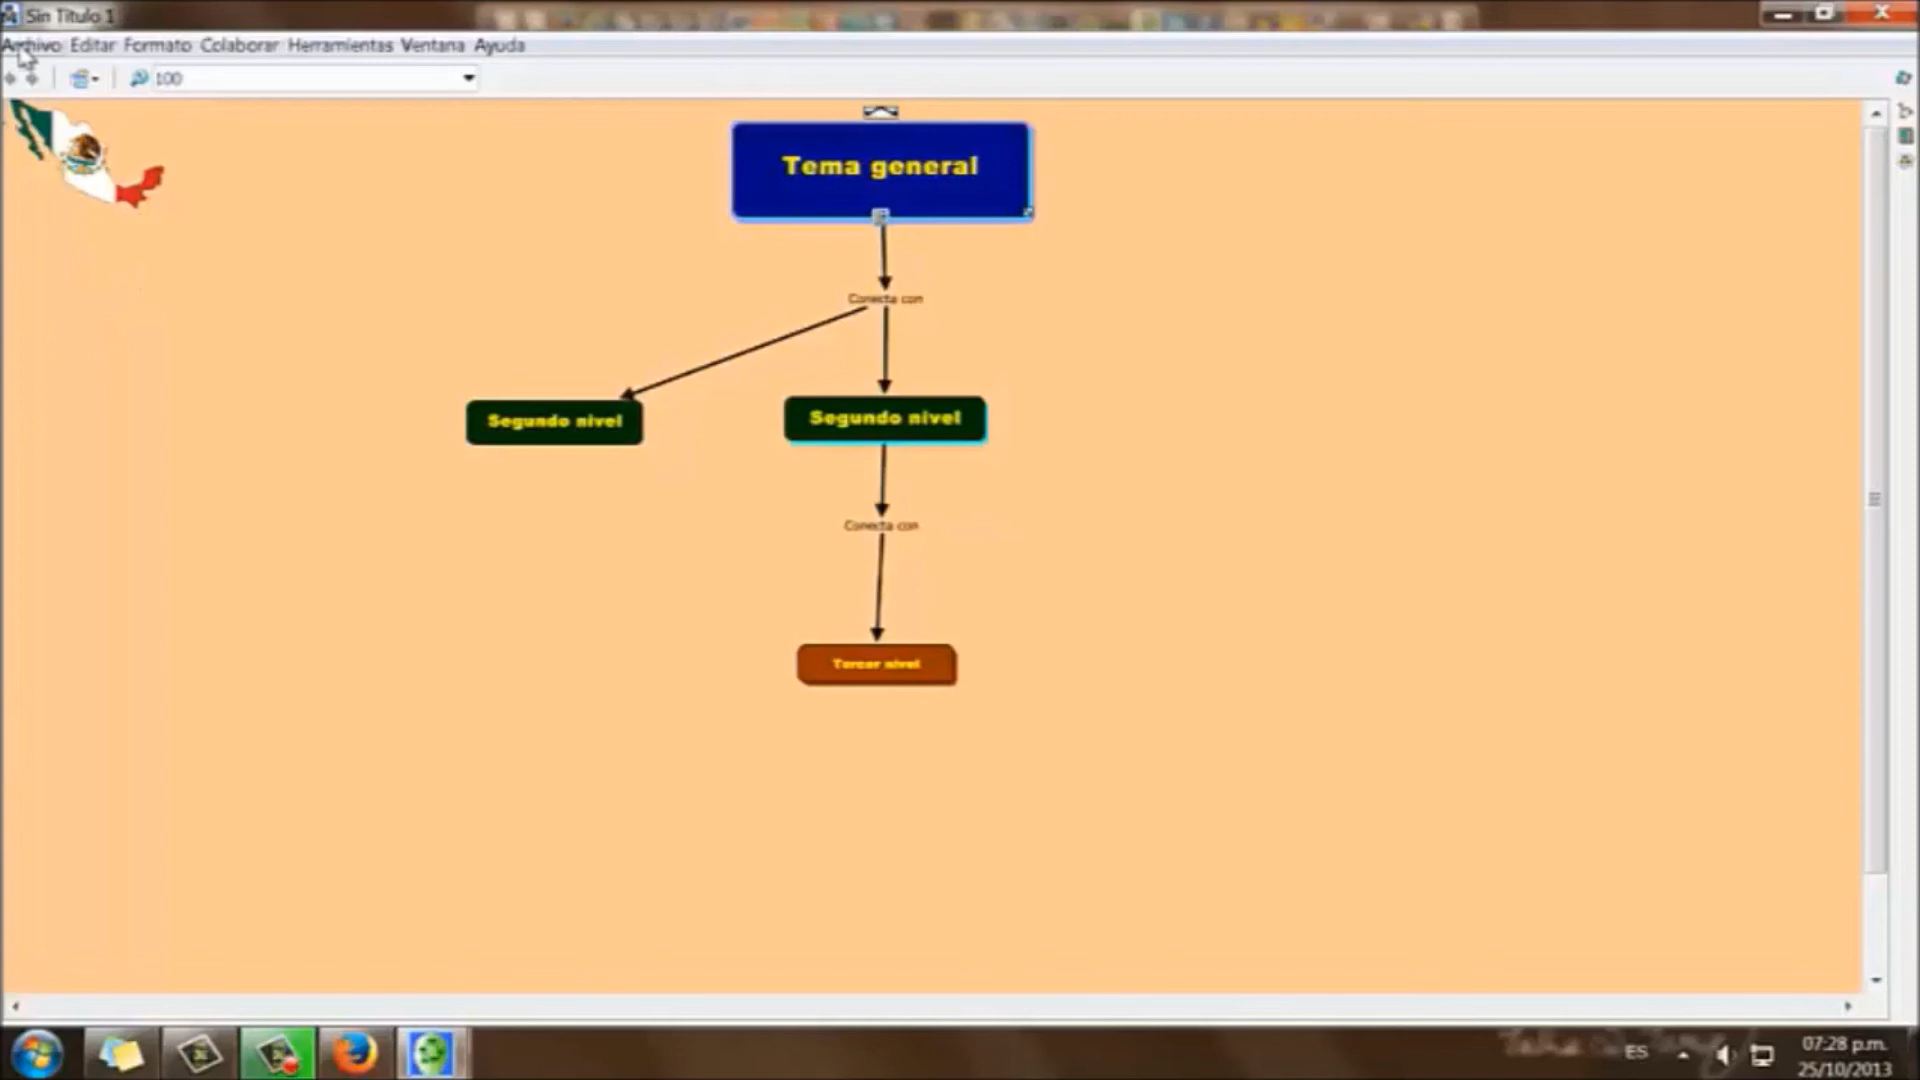 Sin Título 1
Archivo Editar Formato Colaborar Herramientas Ventana Ayuda
100
Tema general
Conecta con
Segundo nivel
Segundo nivel
Conecta con
Tercer nivel
ES
07:28 p.m.
25/10/2013